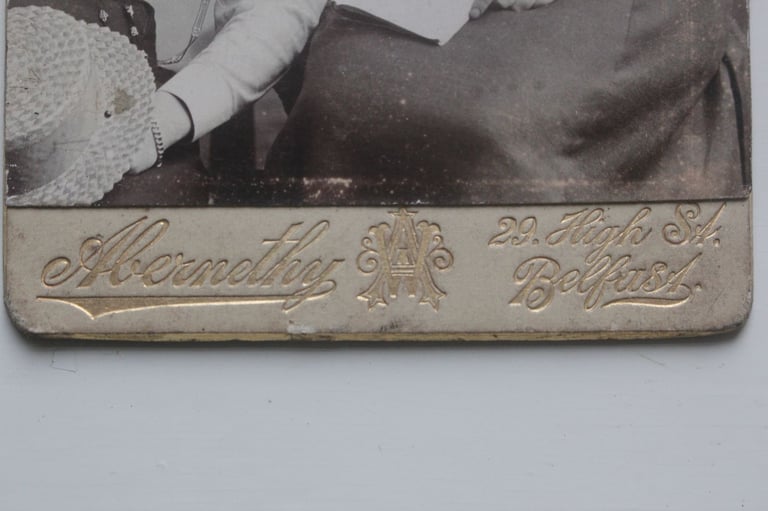 Abernethy
A
29. High St.
Belfast.